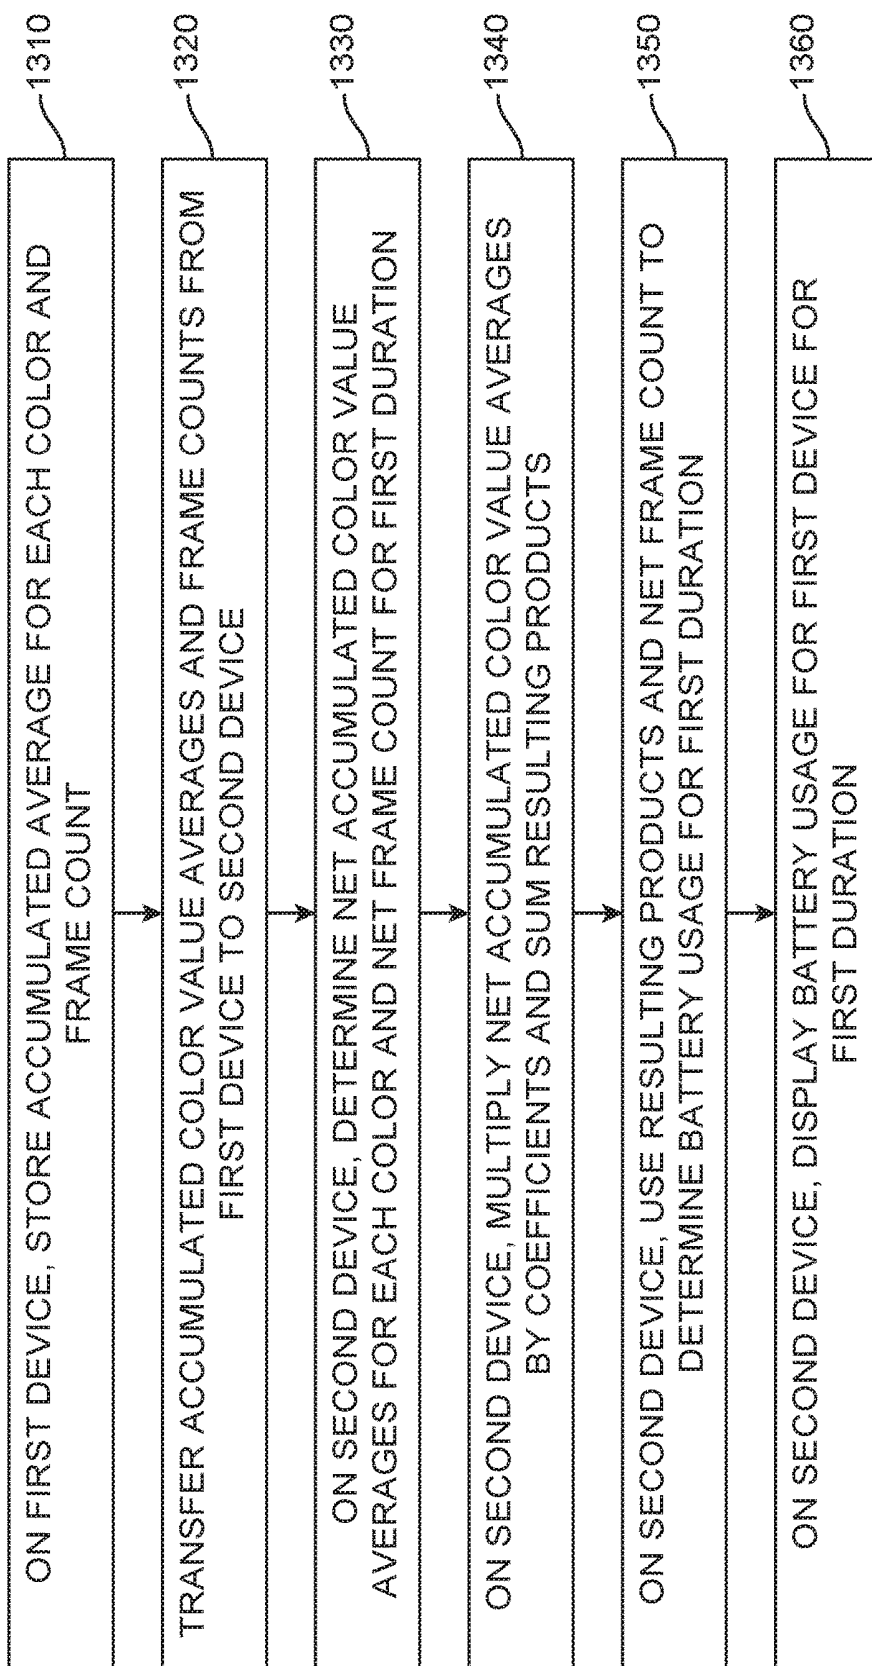 ON FIRST DEVICE, STORE ACCUMULATED AVERAGE FOR EACH COLOR AND
FRAME COUNT
1310
TRANSFER ACCUMULATED COLOR VALUE AVERAGES AND FRAME COUNTS FROM
FIRST DEVICE TO SECOND DEVICE
1320
ON SECOND DEVICE, DETERMINE NET ACCUMULATED COLOR VALUE
AVERAGES FOR EACH COLOR AND NET FRAME COUNT FOR FIRST DURATION
1330
ON SECOND DEVICE, MULTIPLY NET ACCUMULATED COLOR VALUE AVERAGES
BY COEFFICIENTS AND SUM RESULTING PRODUCTS
1340
ON SECOND DEVICE, USE RESULTING PRODUCTS AND NET FRAME COUNT TO
DETERMINE BATTERY USAGE FOR FIRST DURATION
1350
ON SECOND DEVICE, DISPLAY BATTERY USAGE FOR FIRST DEVICE FOR
FIRST DURATION
1360